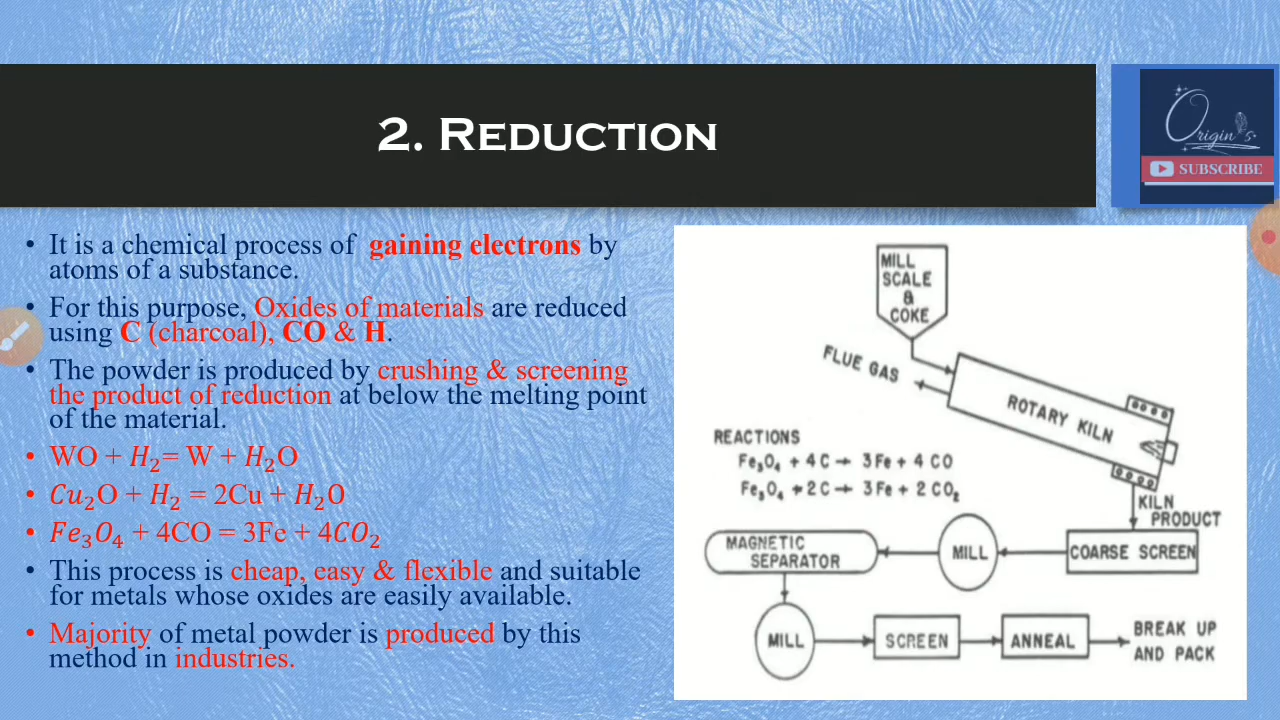 2. REDUCTION
Origin's
SUBSCRIBE
• It is a chemical process of gaining electrons by
atoms of a substance.
• For this purpose, Oxides of materials are reduced
using C (charcoal), CO & H.
• The powder is produced by crushing & screening
the product of reduction at below the melting point
of the material.
• WO + H₂= W + H₂O
• Cu₂O + H₂ = 2Cu + H₂O
• Fe₃O₄ + 4CO = 3Fe + 4CO₂
• This process is cheap, easy & flexible and suitable
for metals whose oxides are easily available.
• Majority of metal powder is produced by this
method in industries.
MILL
SCALE
&
COKE
FLUE GAS
ROTARY KILN
REACTIONS
Fe₃O₄ + 4C → 3Fe + 4 CO
Fe₃O₄ + 2C → 3Fe + 2 CO₂
KILN
PRODUCT
COARSE SCREEN
MILL
MAGNETIC
SEPARATOR
MILL
SCREEN
ANNEAL
BREAK UP
AND PACK